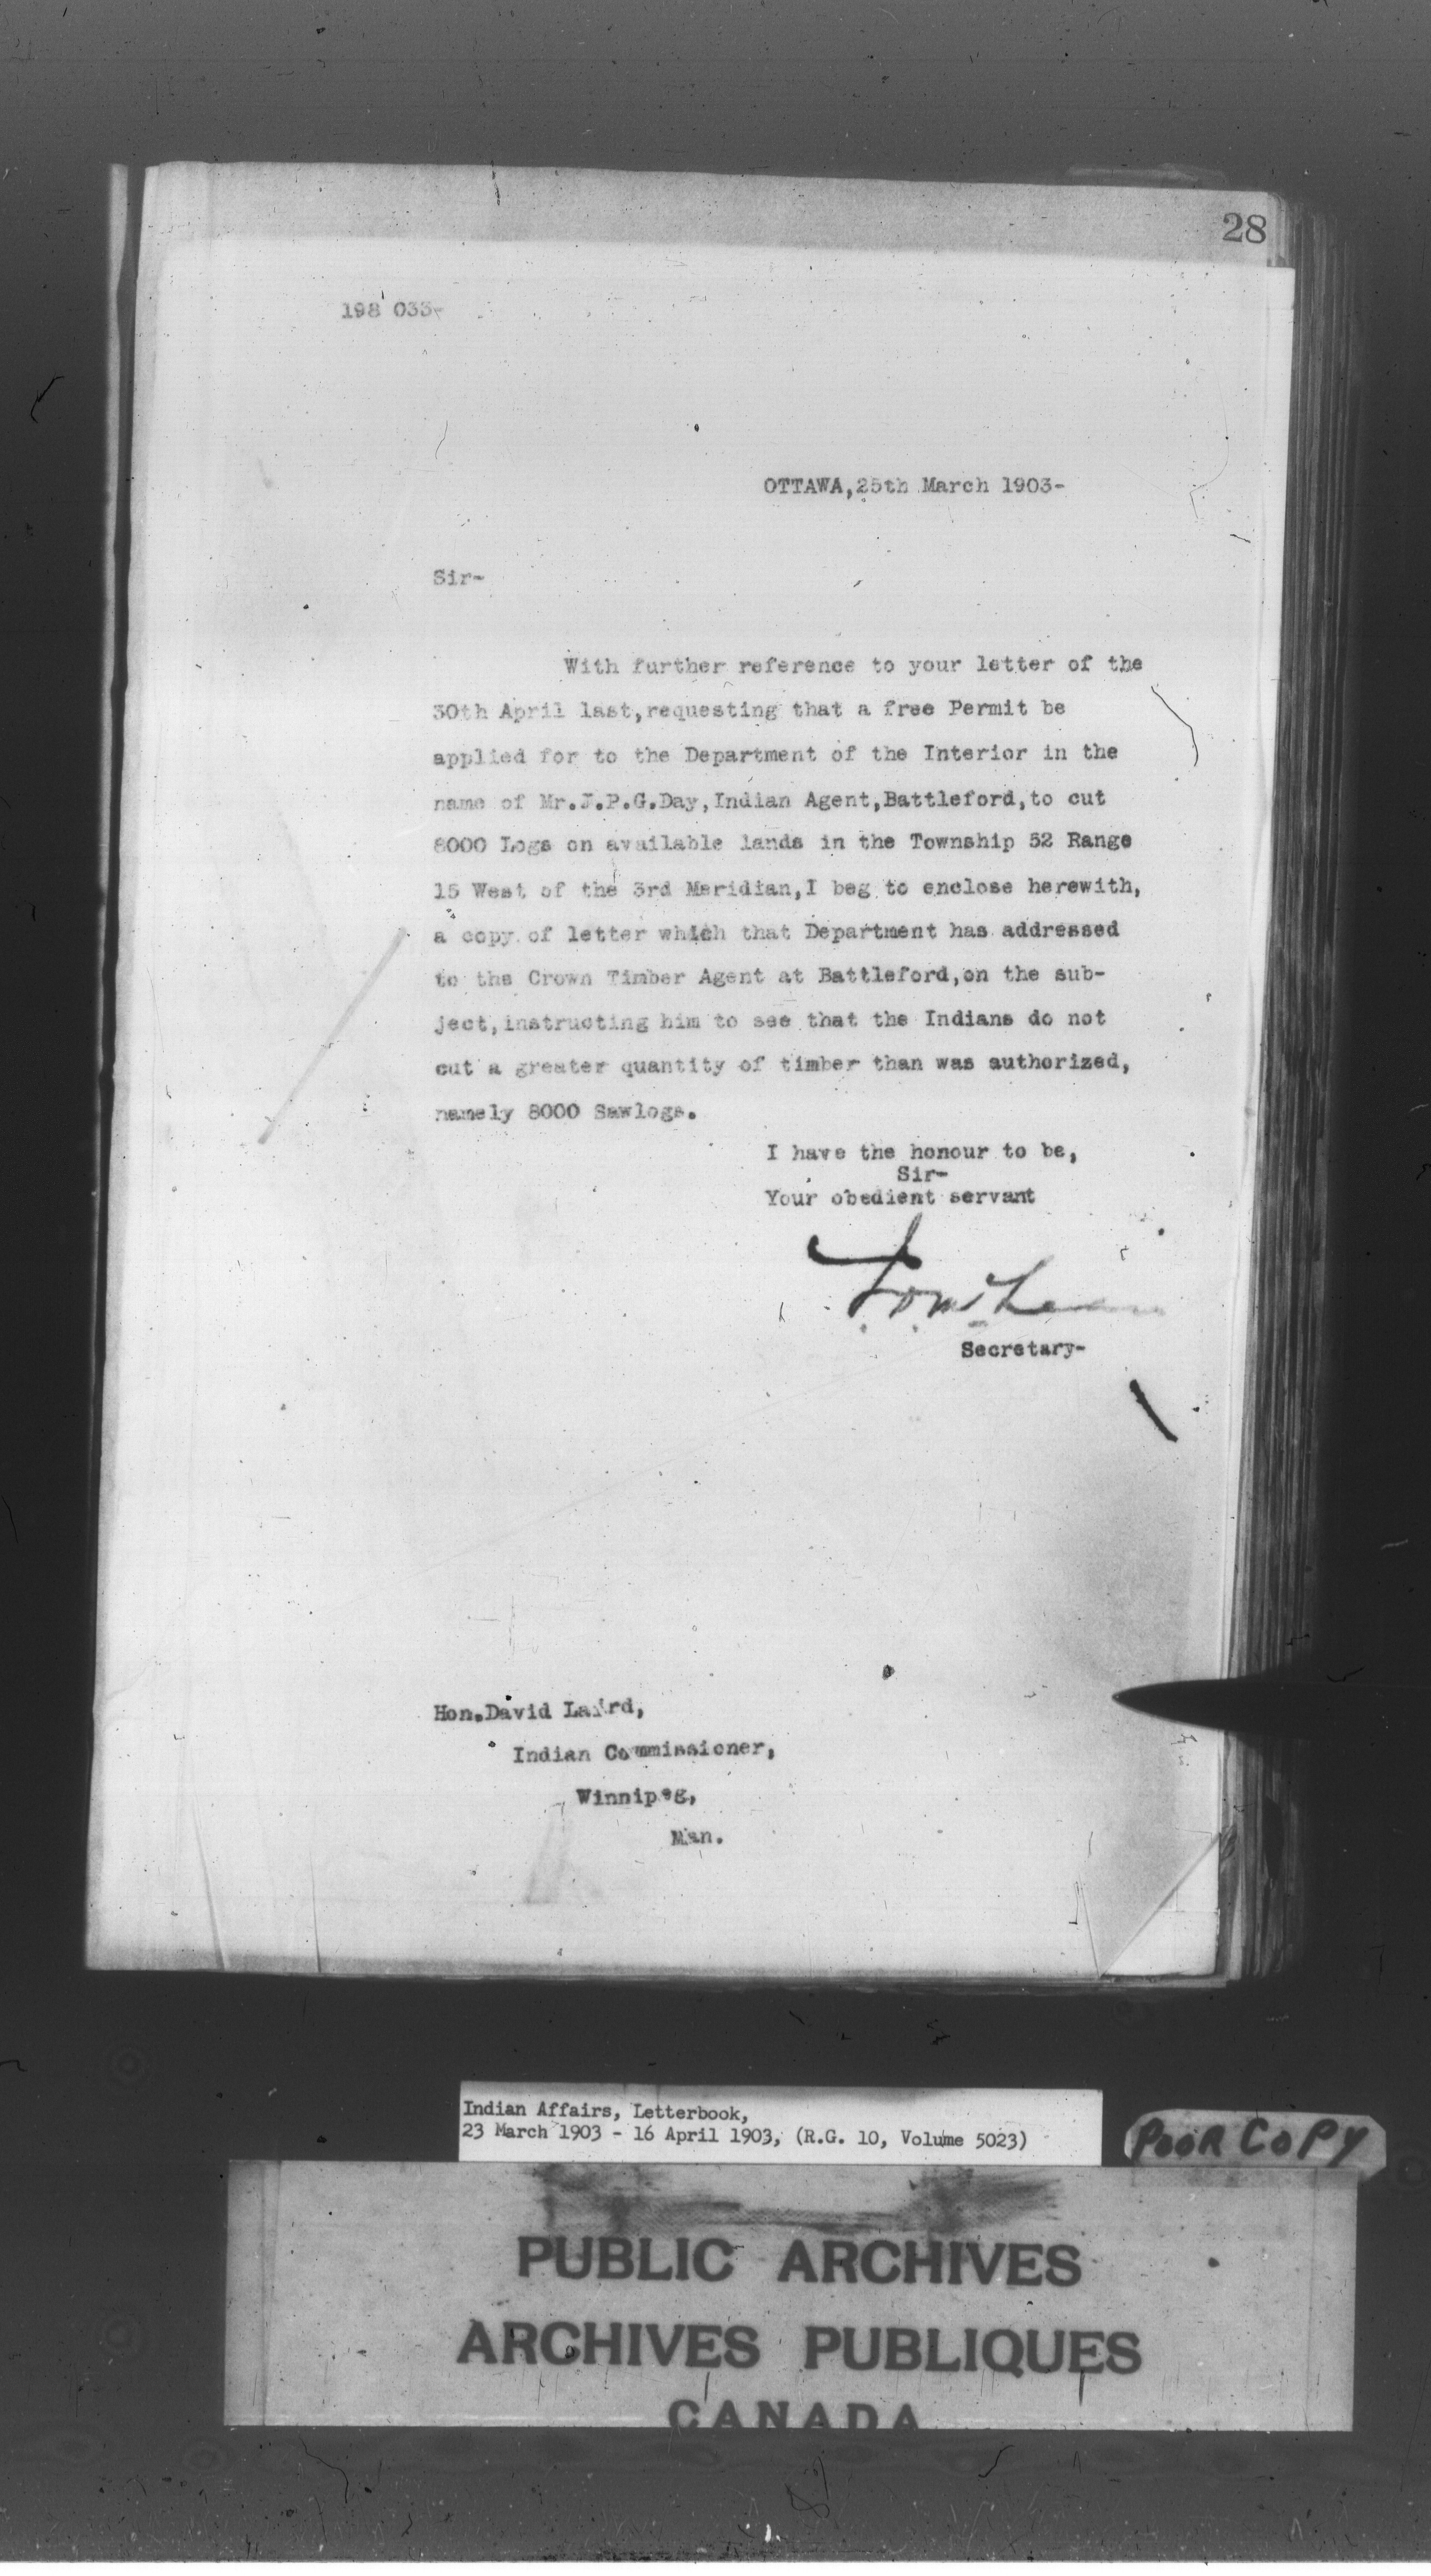 28
198 033-
OTTAWA,25th March 1903-
Sir-
With further reference to your letter of the
30th April last,requesting that a free Permit be
applied for to the Department of the Interior in the
name of Mr.J.P.G.Day,Indian Agent,Battleford,to cut
8000 Logs on available lands in the Township 52 Range
15 West of the 3rd Meridian,I beg to enclose herewith,
a copy of letter which that Department has addressed
to the Crown Timber Agent at Battleford,on the sub-
ject,instructing him to see that the Indians do not
cut a greater quantity of timber than was authorized,
namely 8000 Sawlogs.
I have the honour to be,
Sir-
Your obedient servant
Secretary-
Hon.David Laird,
Indian Commissioner,
Winnipeg,
Man.
Indian Affairs, Letterbook,
23 March 1903 - 16 April 1903, (R.G. 10, Volume 5023)
POOR COPY
PUBLIC ARCHIVES
ARCHIVES PUBLIQUES
CANADA